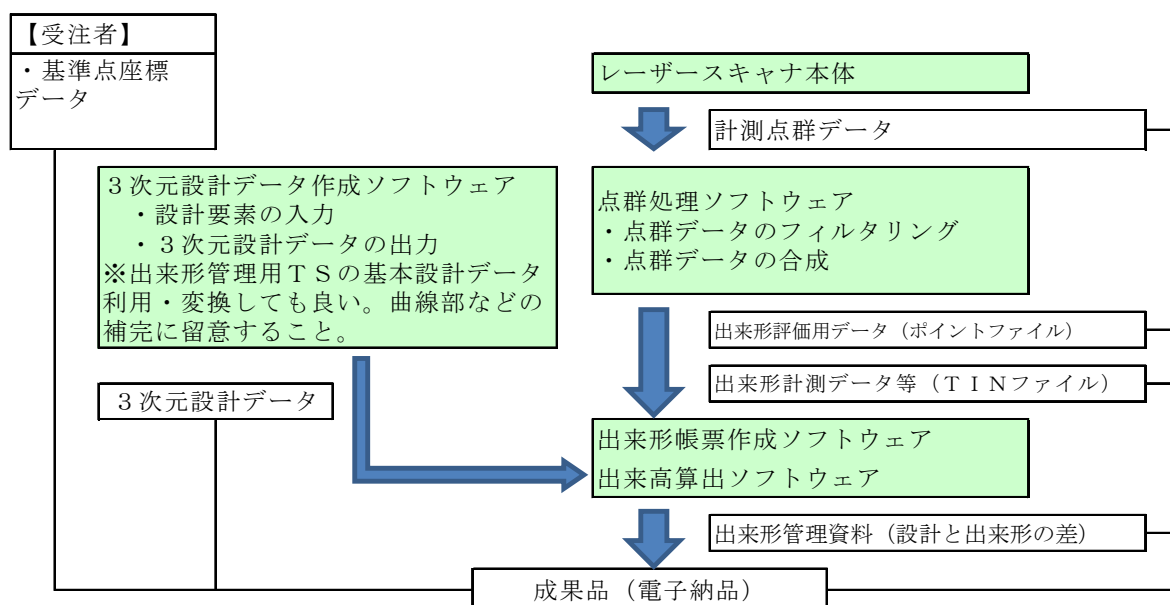 【受注者】
・基準点座標
データ
レーザースキャナ本体
計測点群データ
３次元設計データ作成ソフトウェア
・設計要素の入力
・３次元設計データの出力
※出来形管理用ＴＳの基本設計データ
利用・変換しても良い。曲線部などの
補完に留意すること。
点群処理ソフトウェア
・点群データのフィルタリング
・点群データの合成
出来形評価用データ（ポイントファイル）
出来形計測データ等（ＴＩＮファイル）
３次元設計データ
出来形帳票作成ソフトウェア
出来高算出ソフトウェア
出来形管理資料（設計と出来形の差）
成果品（電子納品）